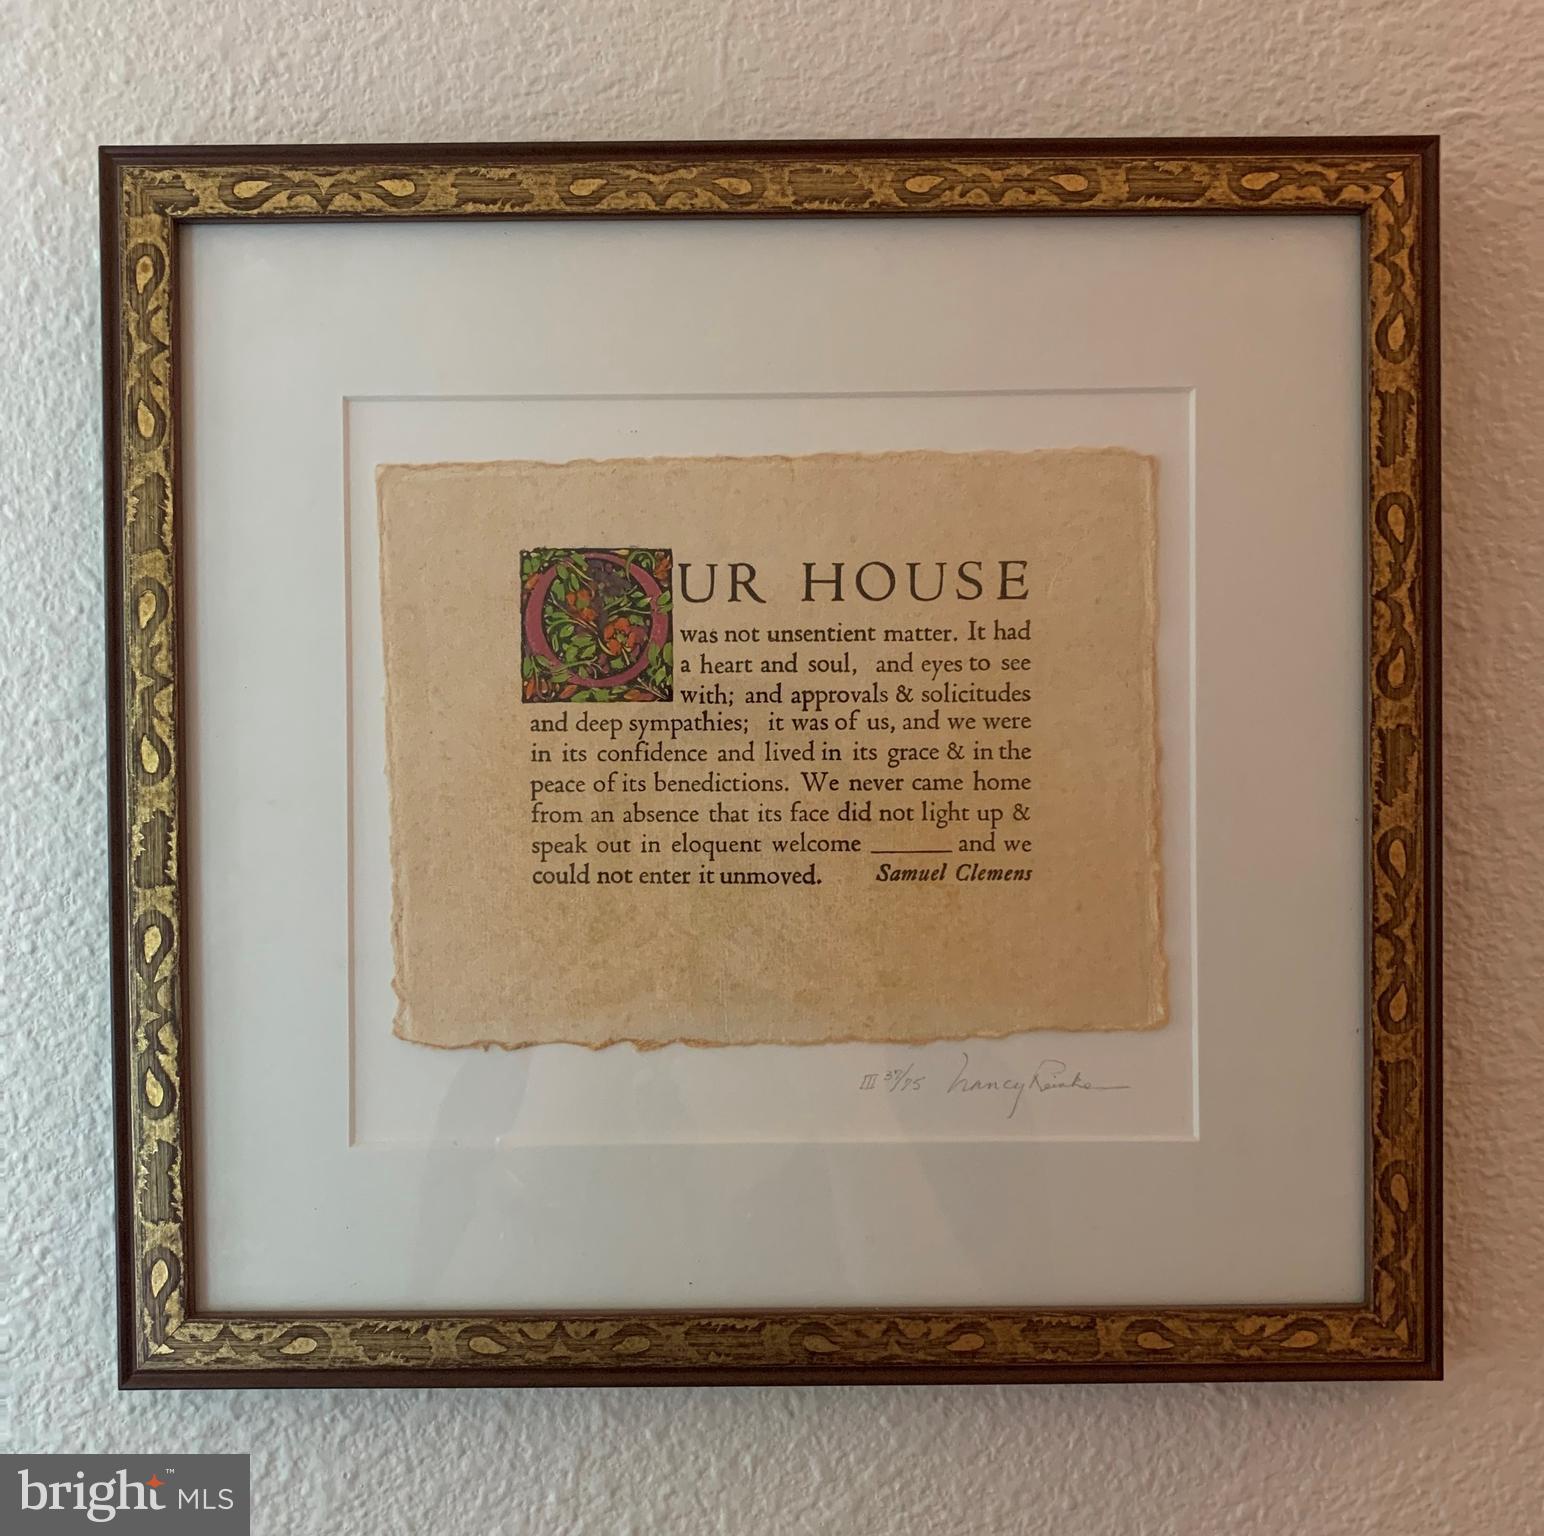 OUR HOUSE
was not unsentient matter. It had
a heart and soul, and eyes to see
with; and approvals & solicitudes
and deep sympathies; it was of us, and we were
in its confidence and lived in its grace & in the
peace of its benedictions. We never came home
from an absence that its face did not light up &
speak out in eloquent welcome ______ and we
could not enter it unmoved. Samuel Clemens
III 37/75 Nancy
bright™ MLS